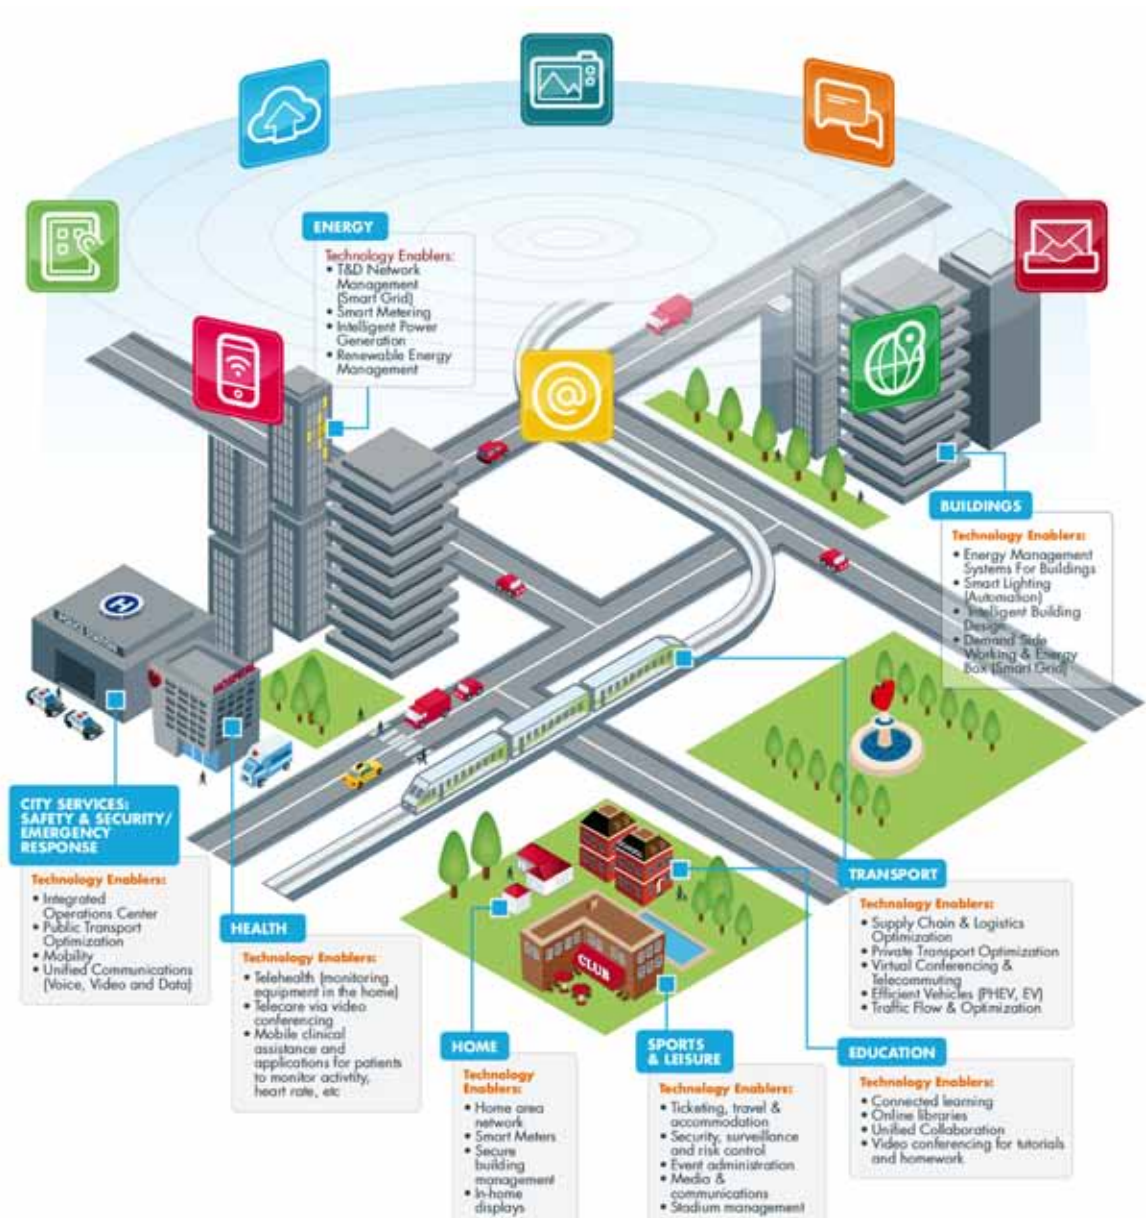 ENERGY
Technology Enablers:
• T&D Network
Management
(Smart Grid)
• Smart Metering
• Intelligent Power
Generation
• Renewable Energy
Management
@
BUILDINGS
Technology Enablers:
• Energy Management
Systems For Buildings
• Smart Lighting
(Automation)
• Intelligent Building
Design
• Demand Side
Working & Energy
Box (Smart Grid)
H
HOSPITAL
CITY SERVICES:
SAFETY & SECURITY/
EMERGENCY
RESPONSE
Technology Enablers:
• Integrated
Operations Center
• Public Transport
Optimization
• Mobility
• Unified Communications
(Voice, Video and Data)
HEALTH
Technology Enablers:
• Telehealth (monitoring
equipment in the home)
• Telecare via video
conferencing
• Mobile clinical
assistance and
applications for patients
to monitor activtity,
heart rate, etc
CLUB
HOME
Technology
Enablers:
• Home area
network
• Smart Meters
• Secure
building
management
• In-home
displays
SPORTS
& LEISURE
Technology Enablers:
• Ticketing, travel &
accommodation
• Security, surveillance
and risk control
• Event administration
• Media &
communications
• Stadium management
TRANSPORT
Technology Enablers:
• Supply Chain & Logistics
Optimization
• Private Transport Optimization
• Virtual Conferencing &
Telecommuting
• Efficient Vehicles (PHEV, EV)
• Traffic Flow & Optimization
EDUCATION
Technology Enablers:
• Connected learning
• Online libraries
• Unified Collaboration
• Video conferencing for tutorials
and homework